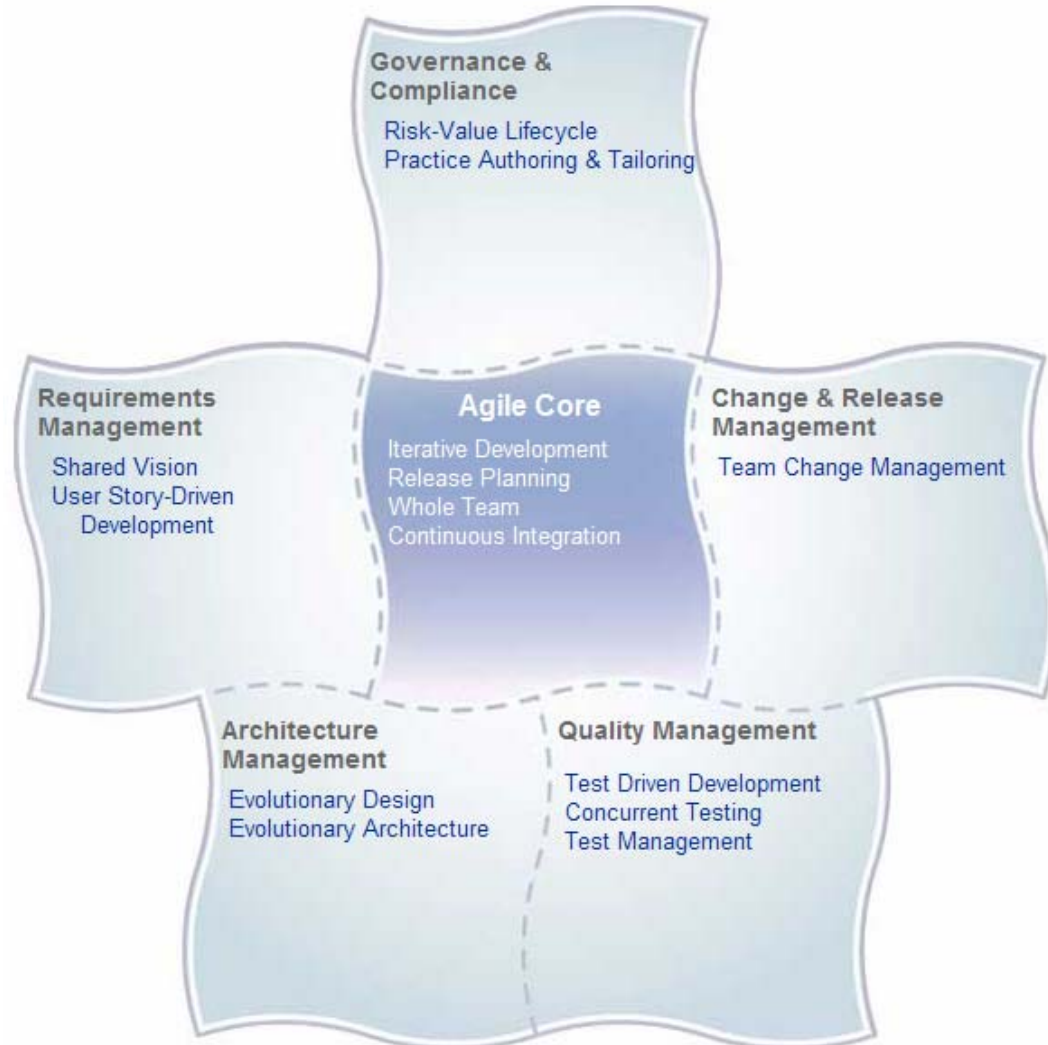 Governance &
Compliance
Risk-Value Lifecycle
Practice Authoring & Tailoring
Requirements
Management
Shared Vision
User Story-Driven
Development
Agile Core
Iterative Development
Release Planning
Whole Team
Continuous Integration
Change & Release
Management
Team Change Management
Architecture
Management
Evolutionary Design
Evolutionary Architecture
Quality Management
Test Driven Development
Concurrent Testing
Test Management